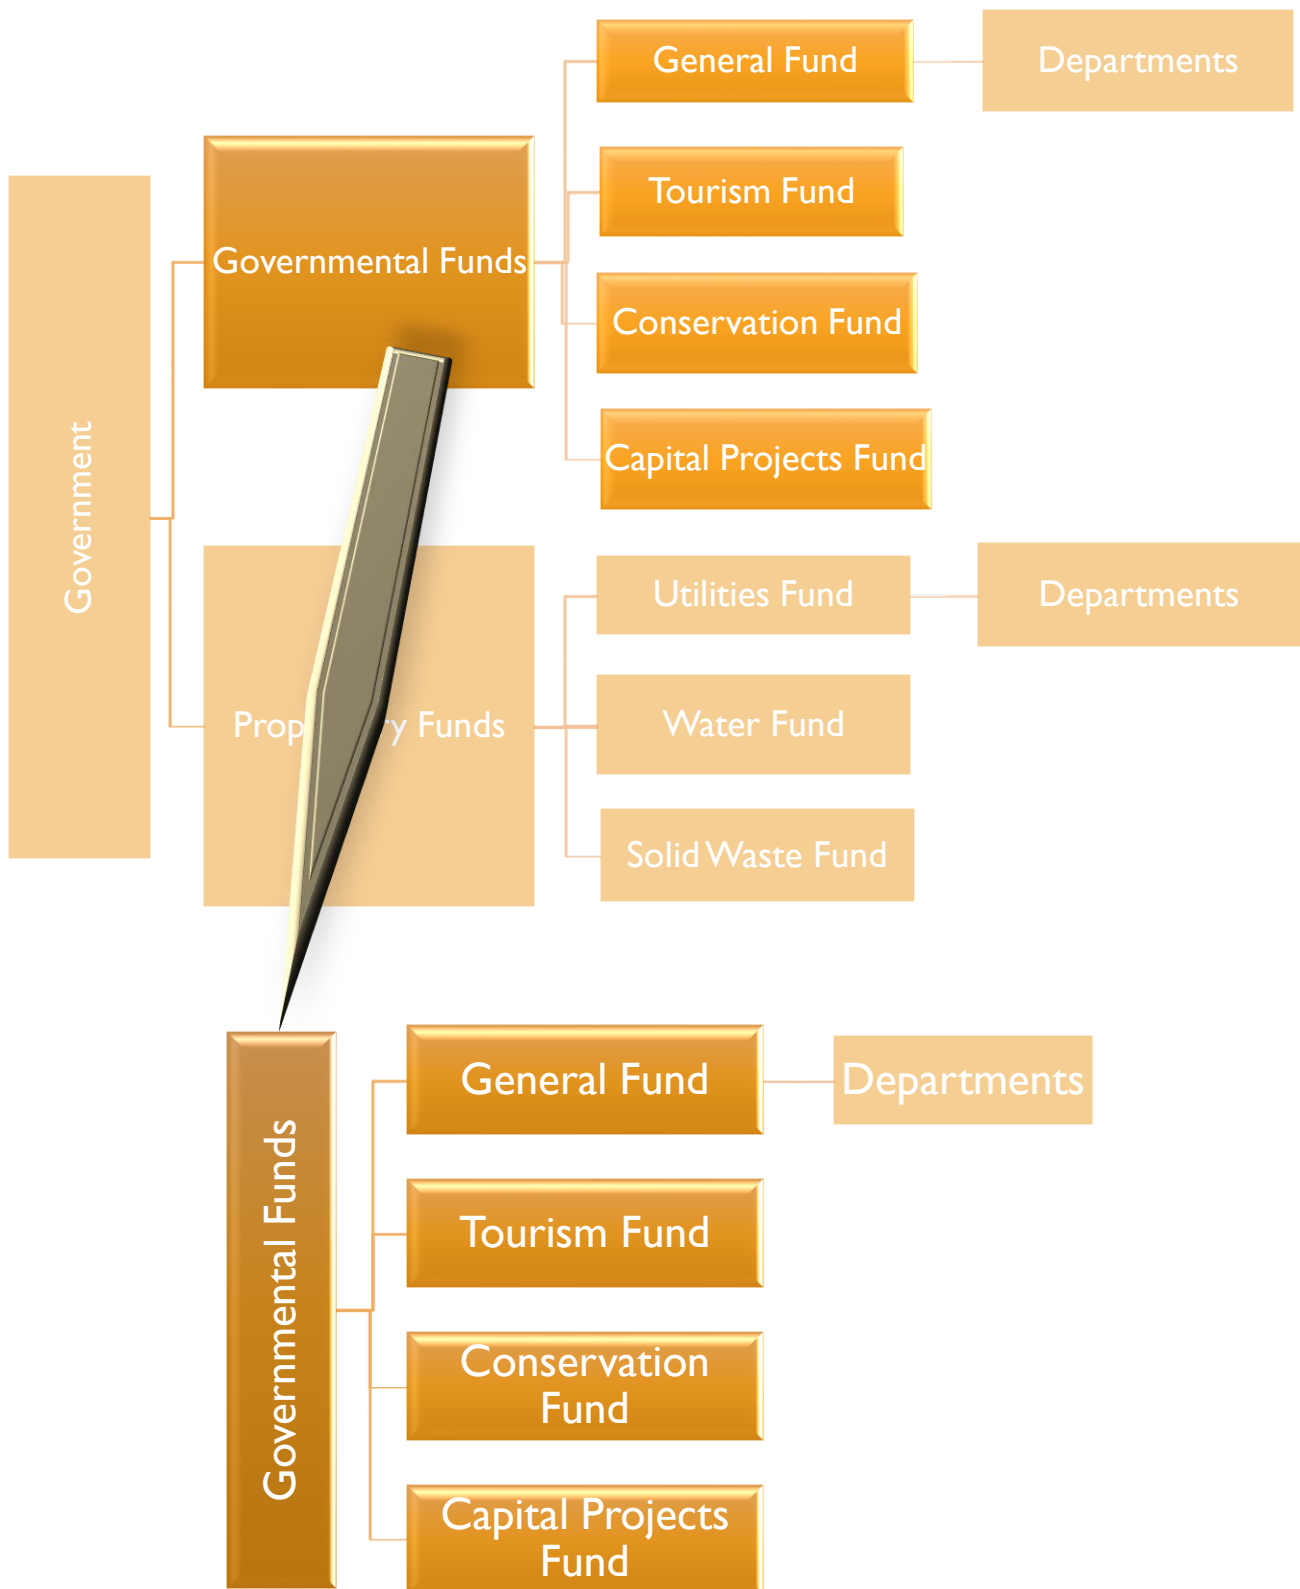 General Fund
Departments
Tourism Fund
Governmental Funds
Conservation Fund
Capital Projects Fund
Government
Utilities Fund
Departments
Water Fund
Funds
Solid Waste Fund
General Fund
Departments
Tourism Fund
Governmental Funds
Conservation
Fund
Capital Projects
Fund